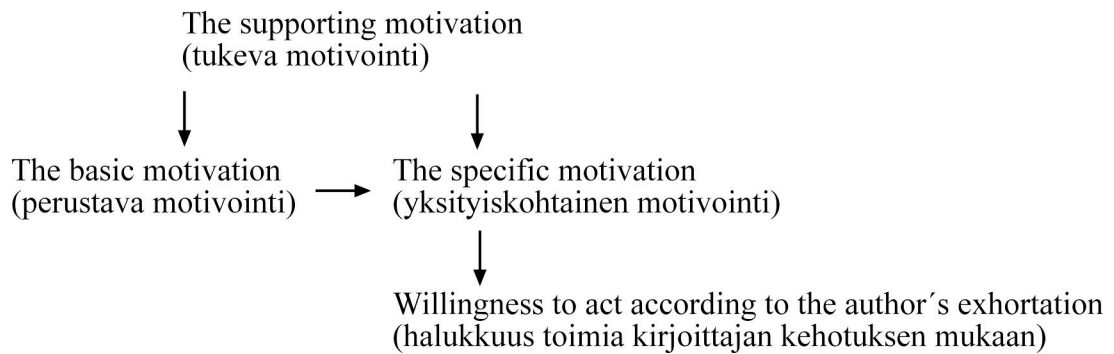 The supporting motivation
(tukeva motivointi)
The basic motivation
(perustava motivointi)
The specific motivation
(yksityiskohtainen motivointi)
Willingness to act according to the author´s exhortation
(halukkuus toimia kirjoittajan kehotuksen mukaan)